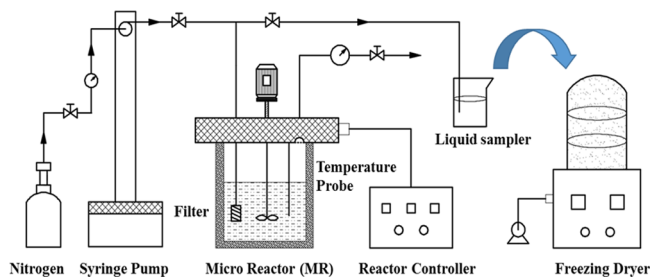 Liquid sampler
Temperature
Probe
Filter
Nitrogen
Syringe Pump
Micro Reactor (MR)
Reactor Controller
Freezing Dryer